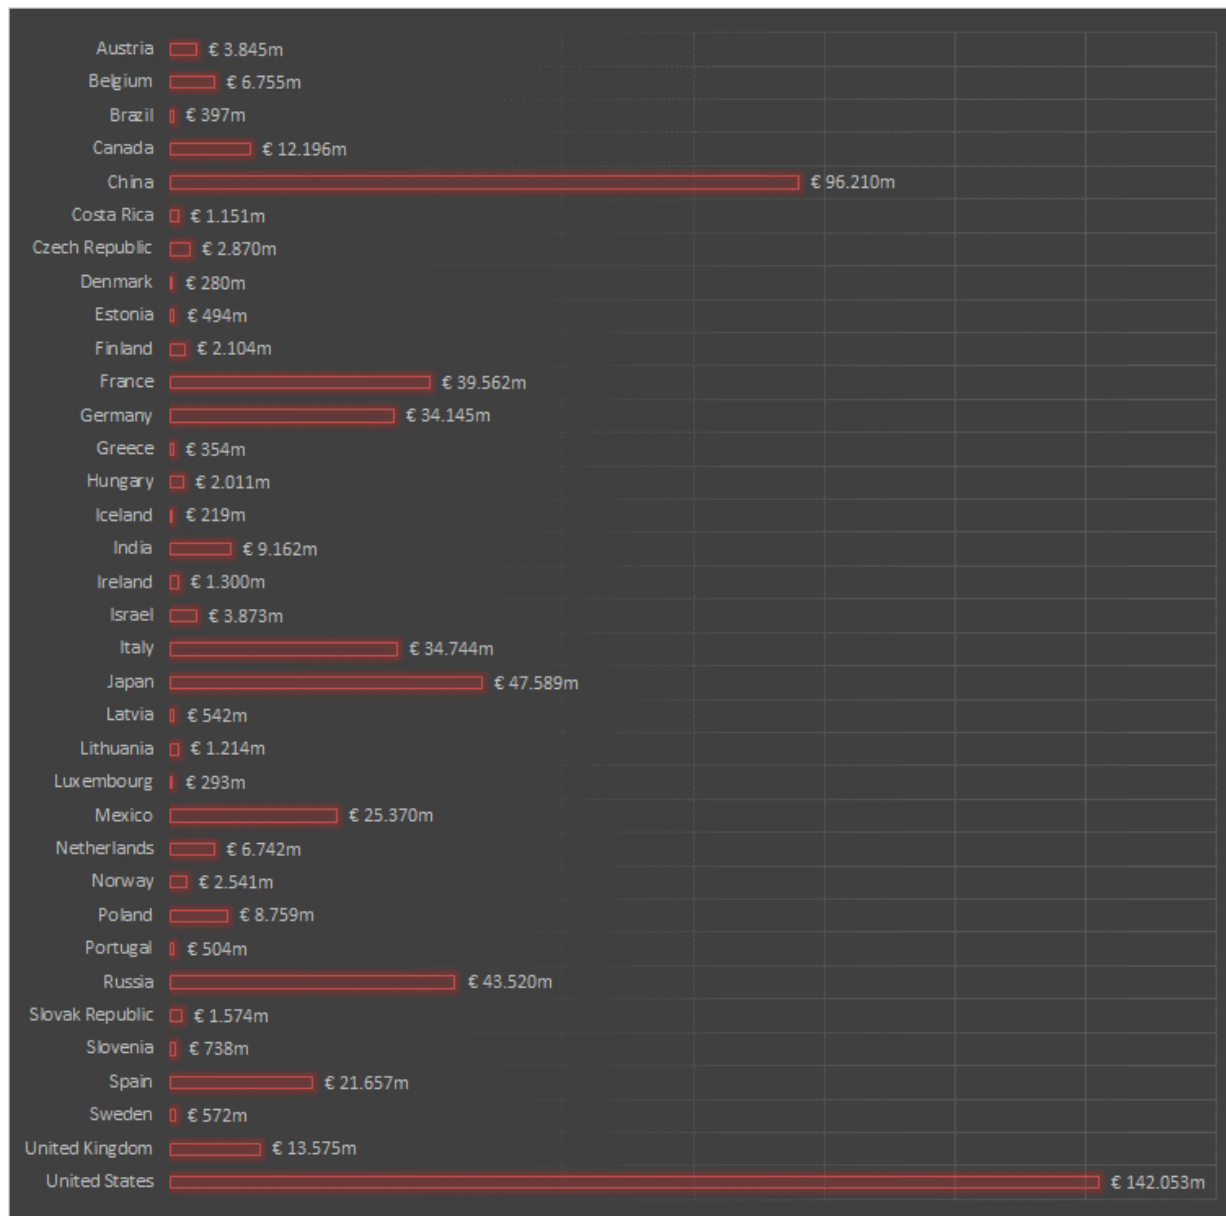 Austria € 3.845m
Belgium € 6.755m
Brazil € 397m
Canada € 12.196m
China € 96.210m
Costa Rica € 1.151m
Czech Republic € 2.870m
Denmark € 280m
Estonia € 494m
Finland € 2.104m
France € 39.562m
Germany € 34.145m
Greece € 354m
Hungary € 2.011m
Iceland € 219m
India € 9.162m
Ireland € 1.300m
Israel € 3.873m
Italy € 34.744m
Japan € 47.589m
Latvia € 542m
Lithuania € 1.214m
Luxembourg € 293m
Mexico € 25.370m
Netherlands € 6.742m
Norway € 2.541m
Poland € 8.759m
Portugal € 504m
Russia € 43.520m
Slovak Republic € 1.574m
Slovenia € 738m
Spain € 21.657m
Sweden € 572m
United Kingdom € 13.575m
United States € 142.053m